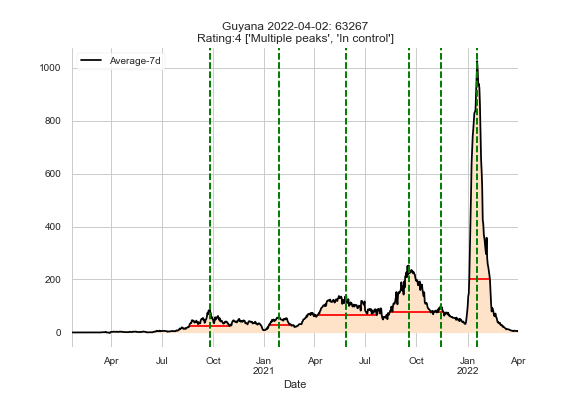 Guyana 2022-04-02: 63267
Rating:4 ['Multiple peaks', 'In control']
Average-7d
1000
800
600
400
200
0
Apr Jul Oct Jan Apr Jul Oct Jan Apr
2021 2022
Date